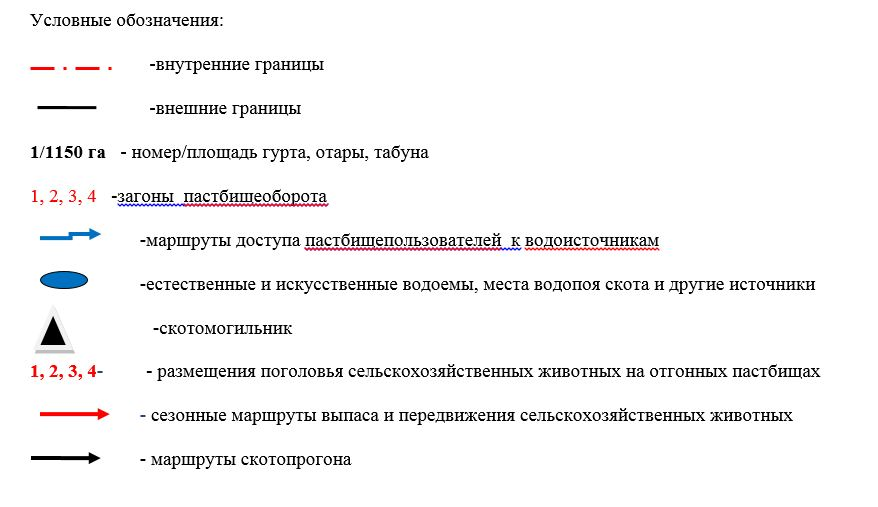 Условные обозначения:
-внутренние границы
-внешние границы
1/1150 га - номер/площадь гурта, отары, табуна
1, 2, 3, 4 -загоны пастбищеоборота
-маршруты доступа пастбищепользователей к водоисточникам
-естественные и искусственные водоемы, места водопоя скота и другие источники
-скотомогильник
1, 2, 3, 4- - размещения поголовья сельскохозяйственных животных на отгонных пастбищах
- сезонные маршруты выпаса и передвижения сельскохозяйственных животных
- маршруты скотопрогона